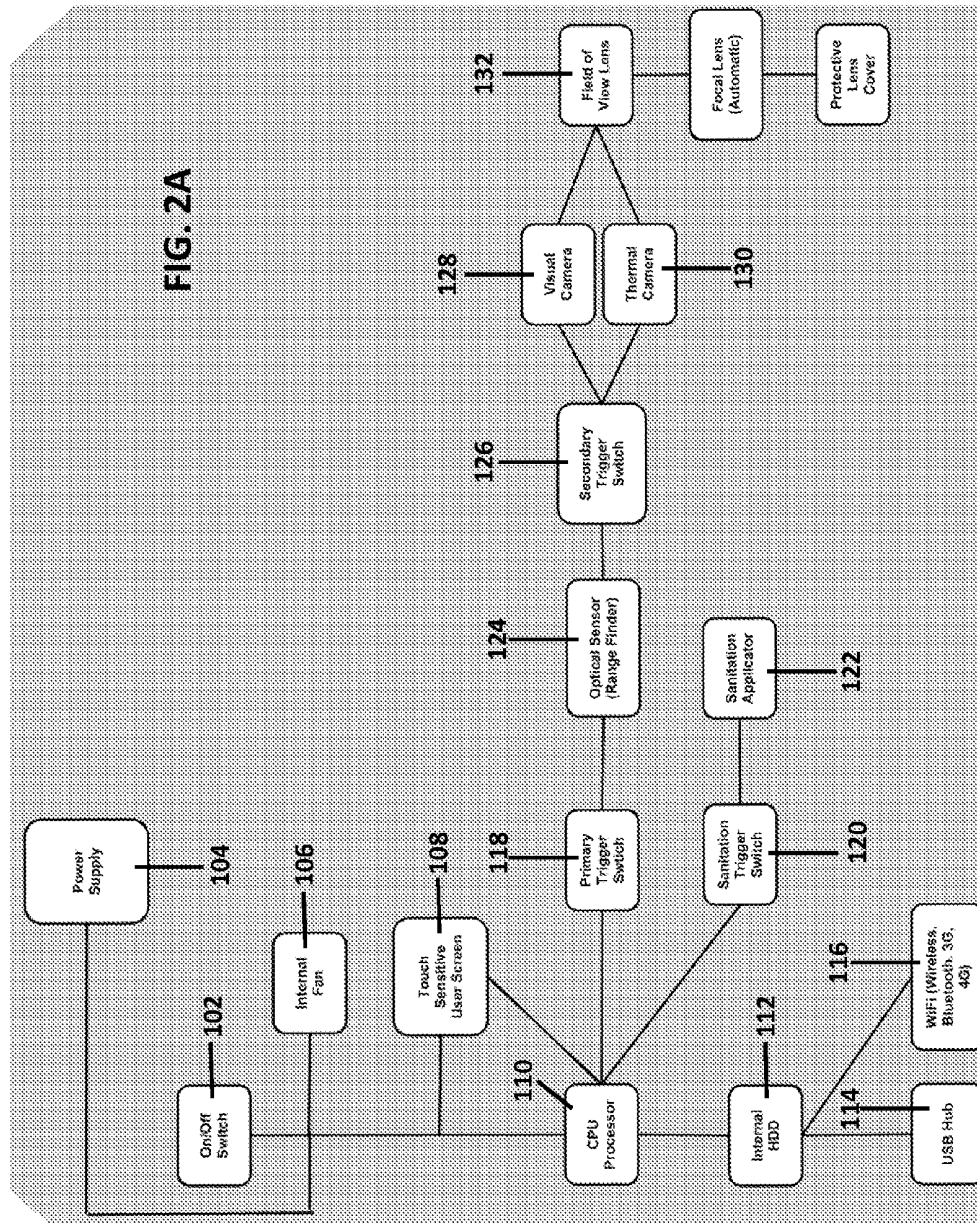 FIG. 2A
Power
Supply
104
On/Off
Switch
102
Internal
Fan
106
Touch
Sensitive
User Screen
108
CPU
Processor
110
Primary
Trigger
Switch
118
Optical Sensor
(Range Finder)
124
Secondary
Trigger
Switch
126
Visual
Camera
128
Thermal
Camera
130
Field of
View Lens
132
Focal Lens
(Automatic)
Protective
Lens
Cover
Sanitation
Trigger
Switch
120
Sanitation
Applicator
122
Internal
HDD
112
USB Hub
114
WiFi (Wireless,
Bluetooth, 3G,
4G)
116